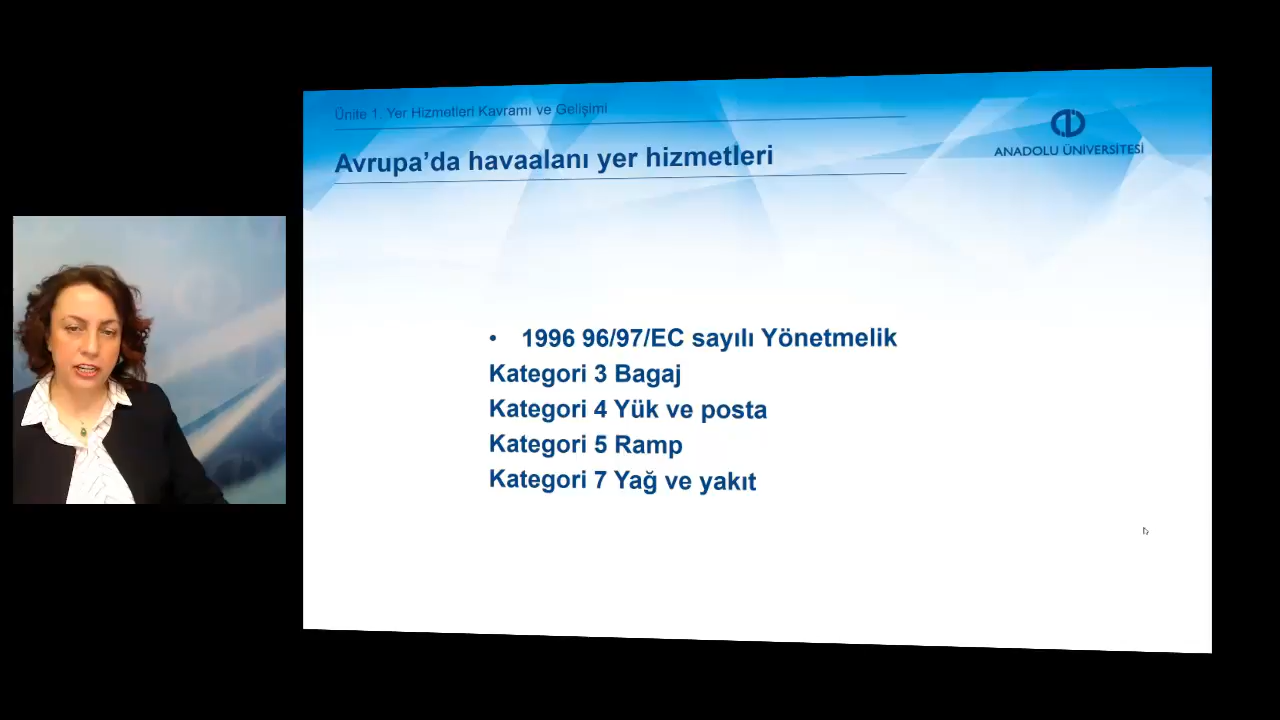 Ünite 1. Yer Hizmetleri Kavramı ve Gelişimi
Avrupa'da havaalanı yer hizmetleri
ANADOLU ÜNİVERSİTESİ
• 1996 96/97/EC sayılı Yönetmelik
Kategori 3 Bagaj
Kategori 4 Yük ve posta
Kategori 5 Ramp
Kategori 7 Yağ ve yakıt